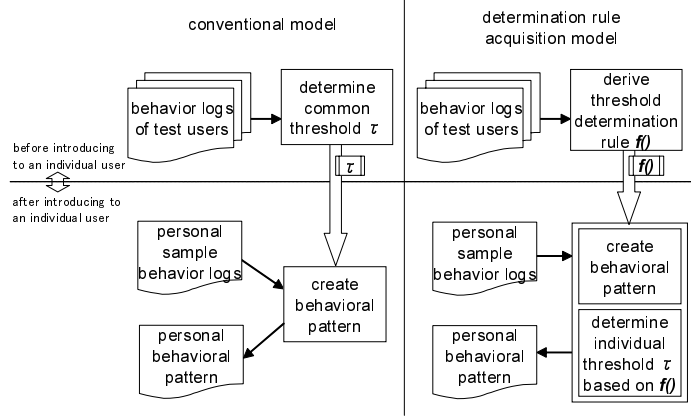 conventional model
determination rule
acquisition model
behavior logs
of test users
determine
common
threshold τ
behavior logs
of test users
derive
threshold
determination
rule f()
before introducing
to an individual user
τ
f()
after introducing to
an individual user
personal
sample
behavior logs
create
behavioral
pattern
personal
behavioral
pattern
personal
sample
behavior logs
create
behavioral
pattern
personal
behavioral
pattern
determine
individual
threshold τ
based on f()